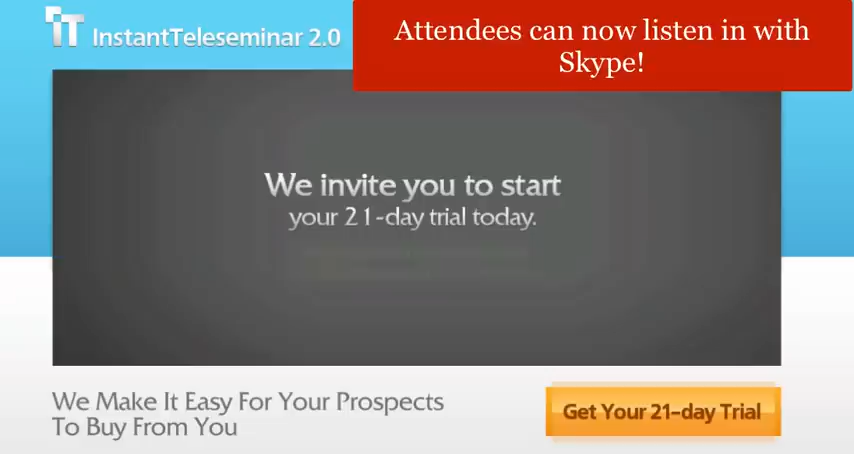 iT InstantTeleseminar 2.0
Attendees can now listen in with
Skype!
We invite you to start
your 21-day trial today.
We Make It Easy For Your Prospects
To Buy From You
Get Your 21-day Trial